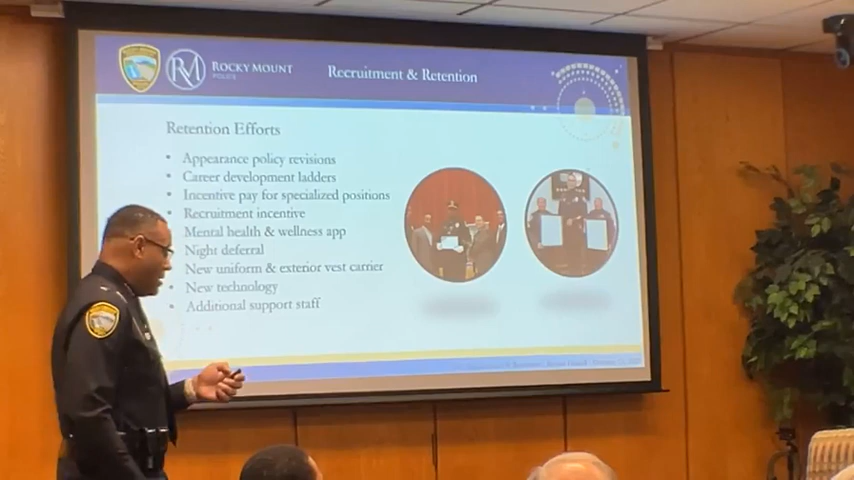 RM ROCKY MOUNT
POLICE
Recruitment & Retention
Retention Efforts
• Appearance policy revisions
• Career development ladders
• Incentive pay for specialized positions
• Recruitment incentive
Mental health & wellness app
Night deferral
• New uniform & exterior vest carrier
• New technology
• Additional support staff